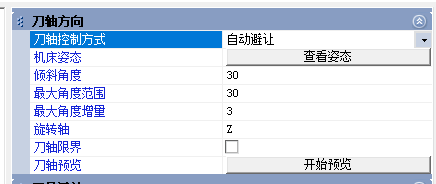 刀轴方向
刀轴控制方式 自动避让
机床姿态 查看姿态
倾斜角度 30
最大角度范围 30
最大角度增量 3
旋转轴 Z
刀轴限界
刀轴预览 开始预览